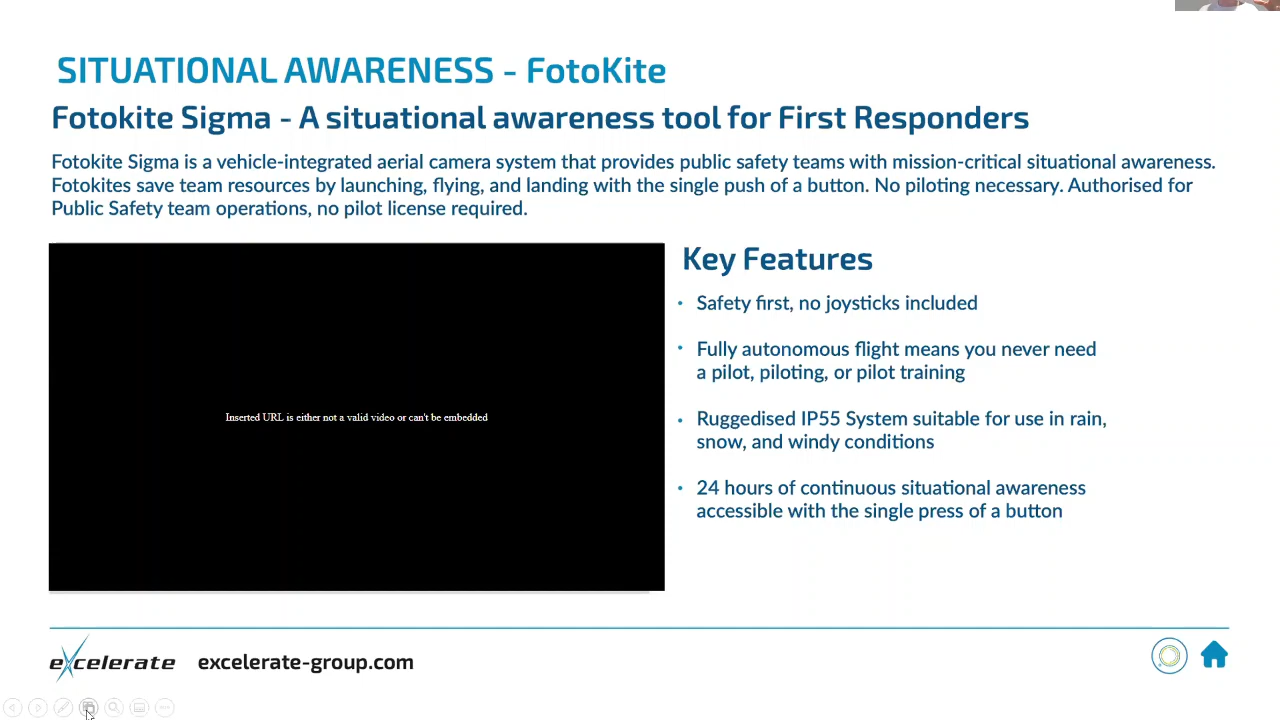 SITUATIONAL AWARENESS - FotoKite
Fotokite Sigma - A situational awareness tool for First Responders
Fotokite Sigma is a vehicle-integrated aerial camera system that provides public safety teams with mission-critical situational awareness.
Fotokites save team resources by launching, flying, and landing with the single push of a button. No piloting necessary. Authorised for
Public Safety team operations, no pilot license required.
Inserted URL is either not a valid video or can't be embedded
Key Features
• Safety first, no joysticks included
• Fully autonomous flight means you never need
a pilot, piloting, or pilot training
• Ruggedised IP55 System suitable for use in rain,
snow, and windy conditions
• 24 hours of continuous situational awareness
accessible with the single press of a button
excelerate excelerate-group.com